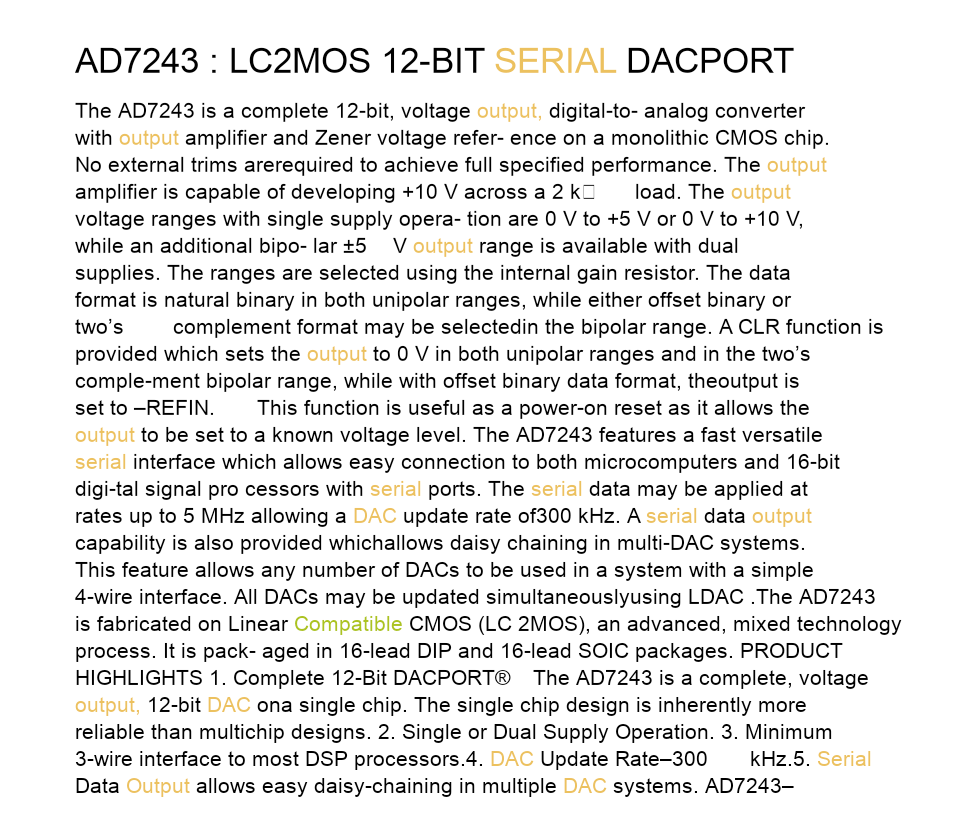 AD7243 : LC2MOS 12-BIT SERIAL DACPORT
The AD7243 is a complete 12-bit, voltage output, digital-to- analog converter
with output amplifier and Zener voltage refer- ence on a monolithic CMOS chip.
No external trims arerequired to achieve full specified performance. The output
amplifier is capable of developing +10 V across a 2 k□ load. The output
voltage ranges with single supply opera- tion are 0 V to +5 V or 0 V to +10 V,
while an additional bipo- lar ±5 V output range is available with dual
supplies. The ranges are selected using the internal gain resistor. The data
format is natural binary in both unipolar ranges, while either offset binary or
two’s complement format may be selectedin the bipolar range. A CLR function is
provided which sets the output to 0 V in both unipolar ranges and in the two’s
comple-ment bipolar range, while with offset binary data format, theoutput is
set to –REFIN. This function is useful as a power-on reset as it allows the
output to be set to a known voltage level. The AD7243 features a fast versatile
serial interface which allows easy connection to both microcomputers and 16-bit
digi-tal signal pro cessors with serial ports. The serial data may be applied at
rates up to 5 MHz allowing a DAC update rate of300 kHz. A serial data output
capability is also provided whichallows daisy chaining in multi-DAC systems.
This feature allows any number of DACs to be used in a system with a simple
4-wire interface. All DACs may be updated simultaneouslyusing LDAC .The AD7243
is fabricated on Linear Compatible CMOS (LC 2MOS), an advanced, mixed technology
process. It is pack- aged in 16-lead DIP and 16-lead SOIC packages. PRODUCT
HIGHLIGHTS 1. Complete 12-Bit DACPORT® The AD7243 is a complete, voltage
output, 12-bit DAC ona single chip. The single chip design is inherently more
reliable than multichip designs. 2. Single or Dual Supply Operation. 3. Minimum
3-wire interface to most DSP processors.4. DAC Update Rate–300 kHz.5. Serial
Data Output allows easy daisy-chaining in multiple DAC systems. AD7243–